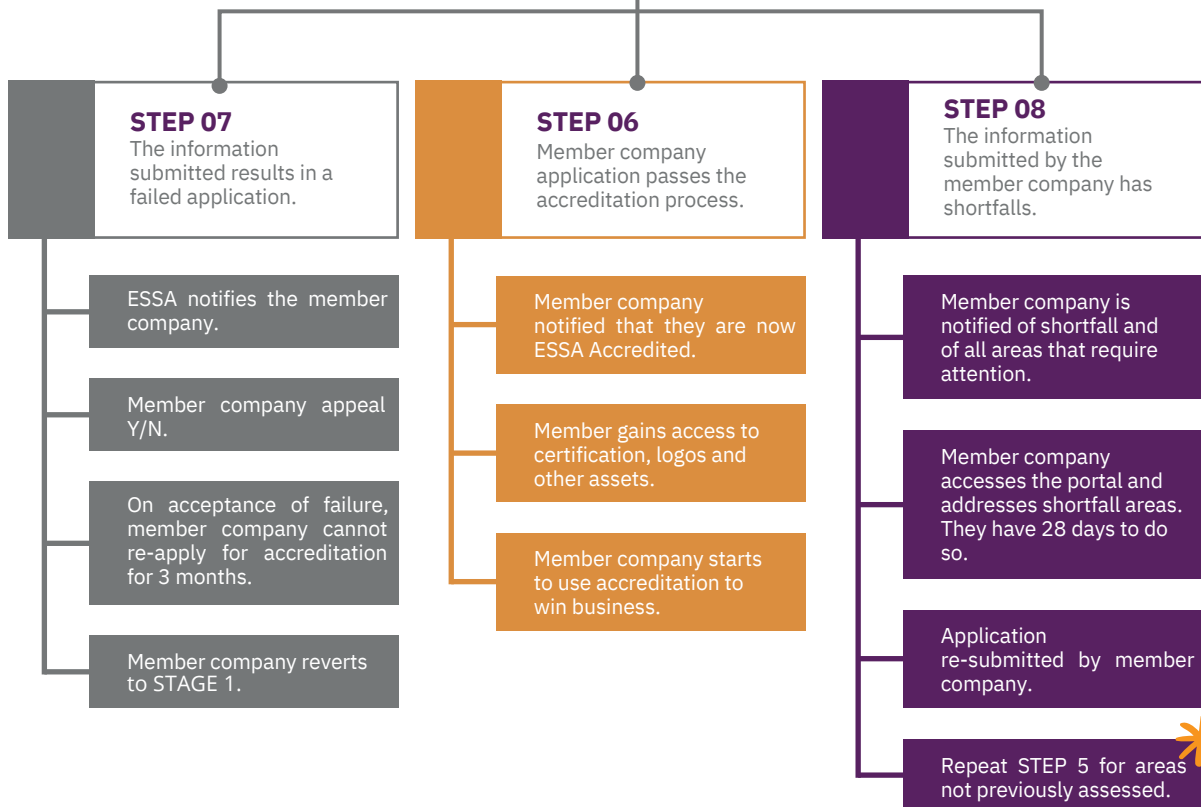 STEP 07
The information
submitted results in a
failed application.
ESSA notifies the member
company.
Member company appeal
Y/N.
On acceptance of failure,
member company cannot
re-apply for accreditation
for 3 months.
Member company reverts
to STAGE 1.
STEP 06
Member company
application passes the
accreditation process.
Member company
notified that they are now
ESSA Accredited.
Member gains access to
certification, logos and
other assets.
Member company starts
to use accreditation to
win business.
STEP 08
The information
submitted by the
member company has
shortfalls.
Member company is
notified of shortfall and
of all areas that require
attention.
Member company
accesses the portal and
addresses shortfall areas.
They have 28 days to do
so.
Application
re-submitted by member
company.
Repeat STEP 5 for areas
not previously assessed.